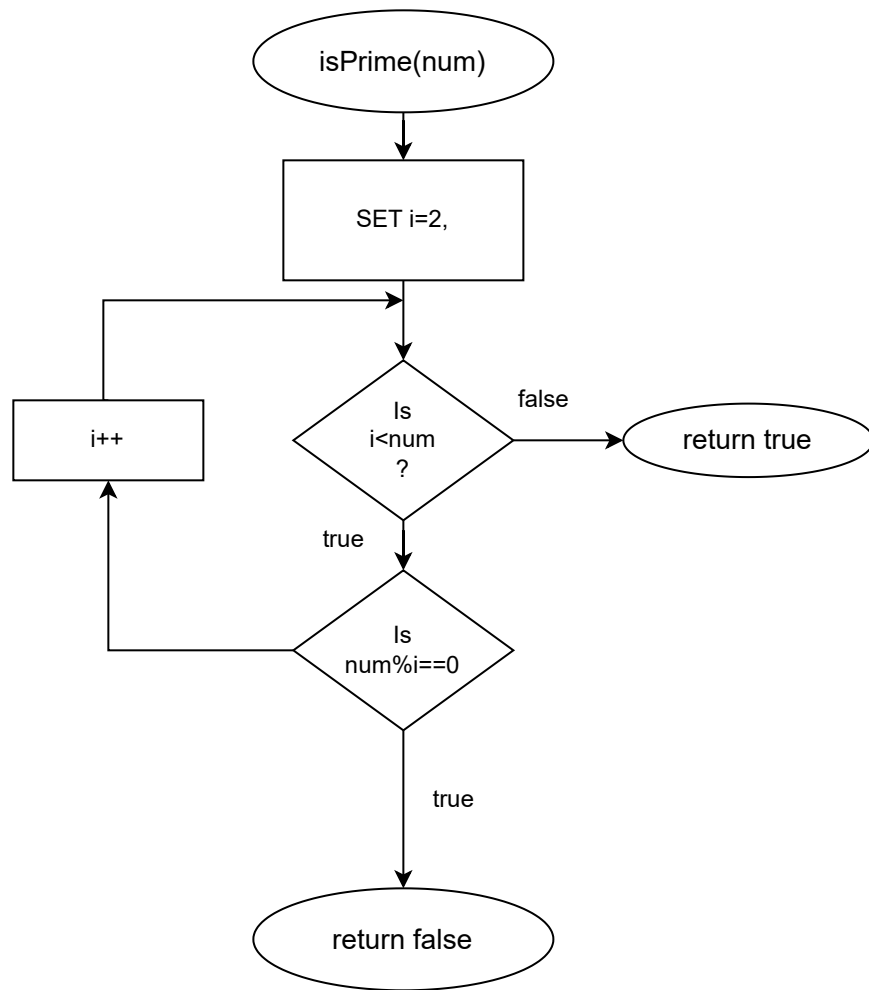 isPrime(num)
SET i=2,
Is
i<num
?
false
return true
i++
true
Is
num%i==0
true
return false